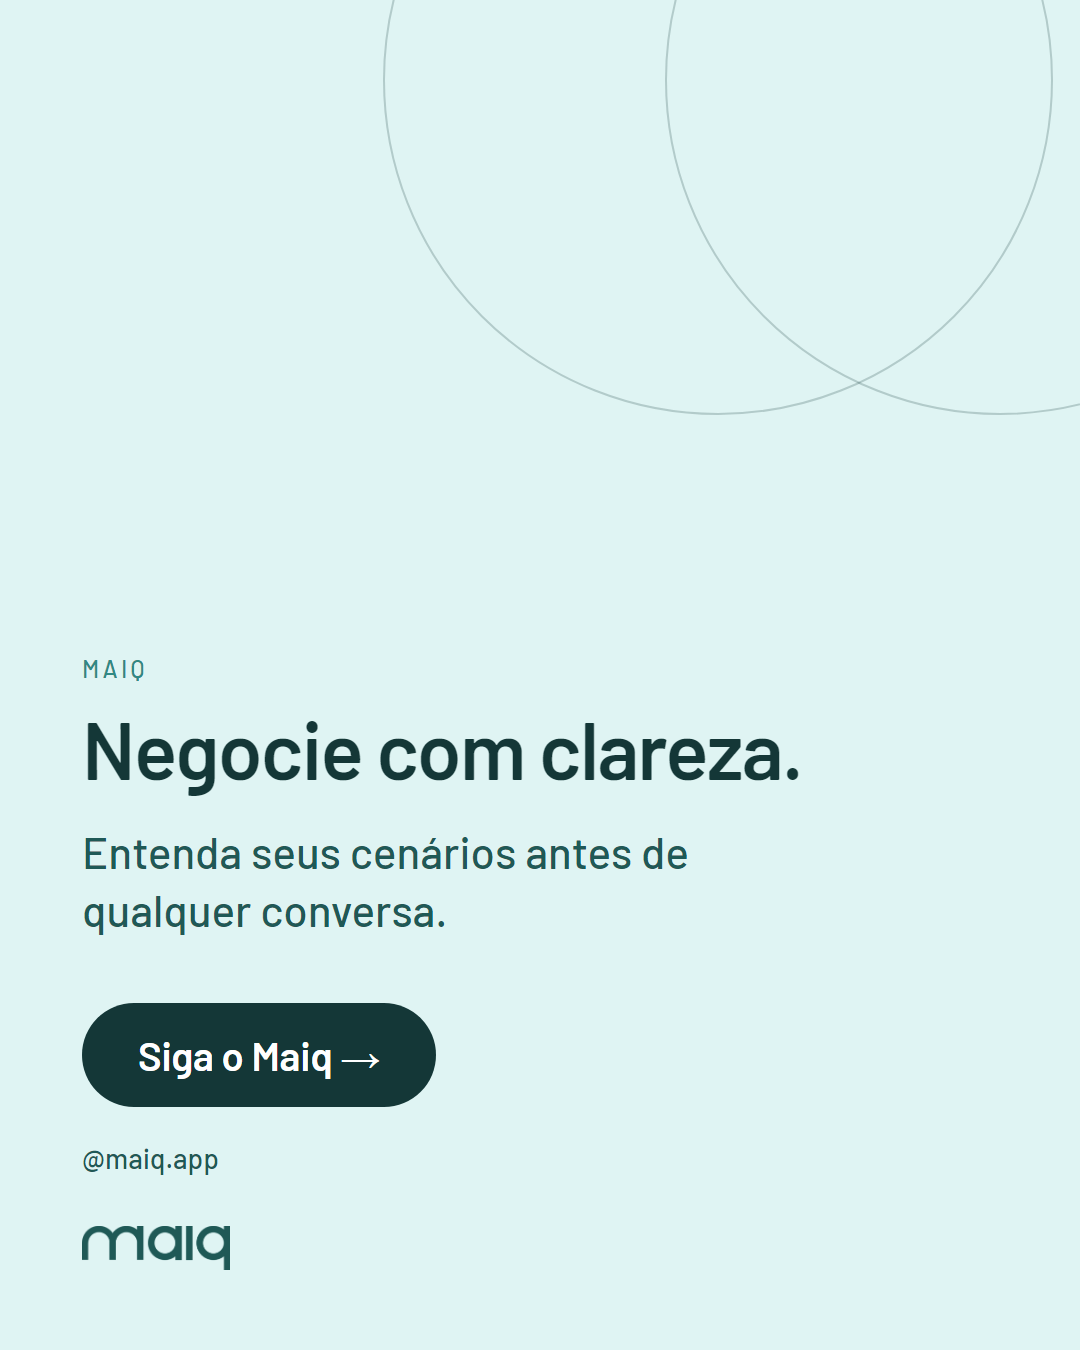 MAIQ
Negocie com clareza.
Entenda seus cenários antes de
qualquer conversa.
Siga o Maiq →
@maiq.app
maiq